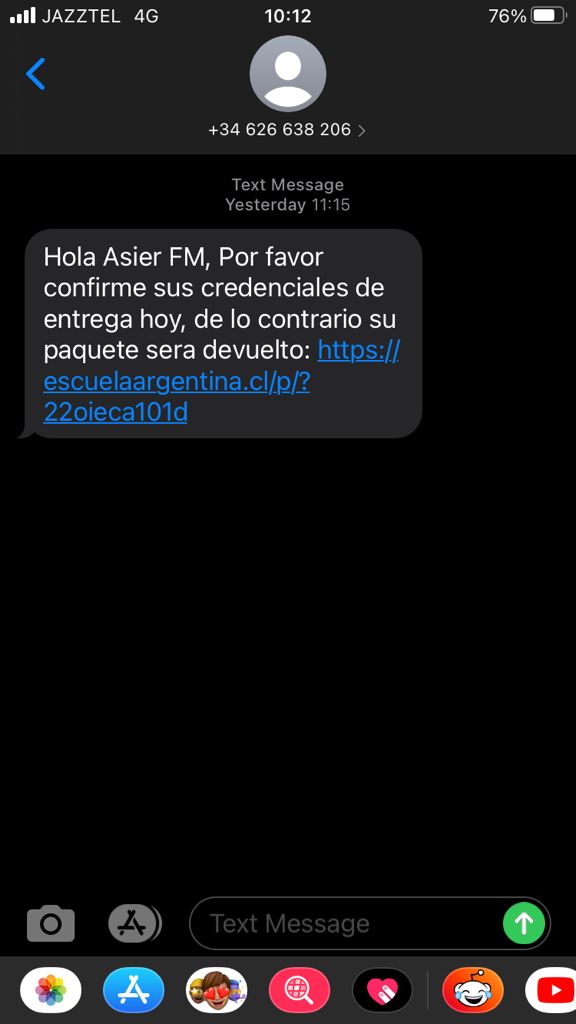 JAZZTEL 4G 10:12 76%
+34 626 638 206
Text Message
Yesterday 11:15
Hola Asier FM, Por favor
confirme sus credenciales de
entrega hoy, de lo contrario su
paquete sera devuelto: https://
escuelaargentina.cl/p/?
22oieca101d
Text Message